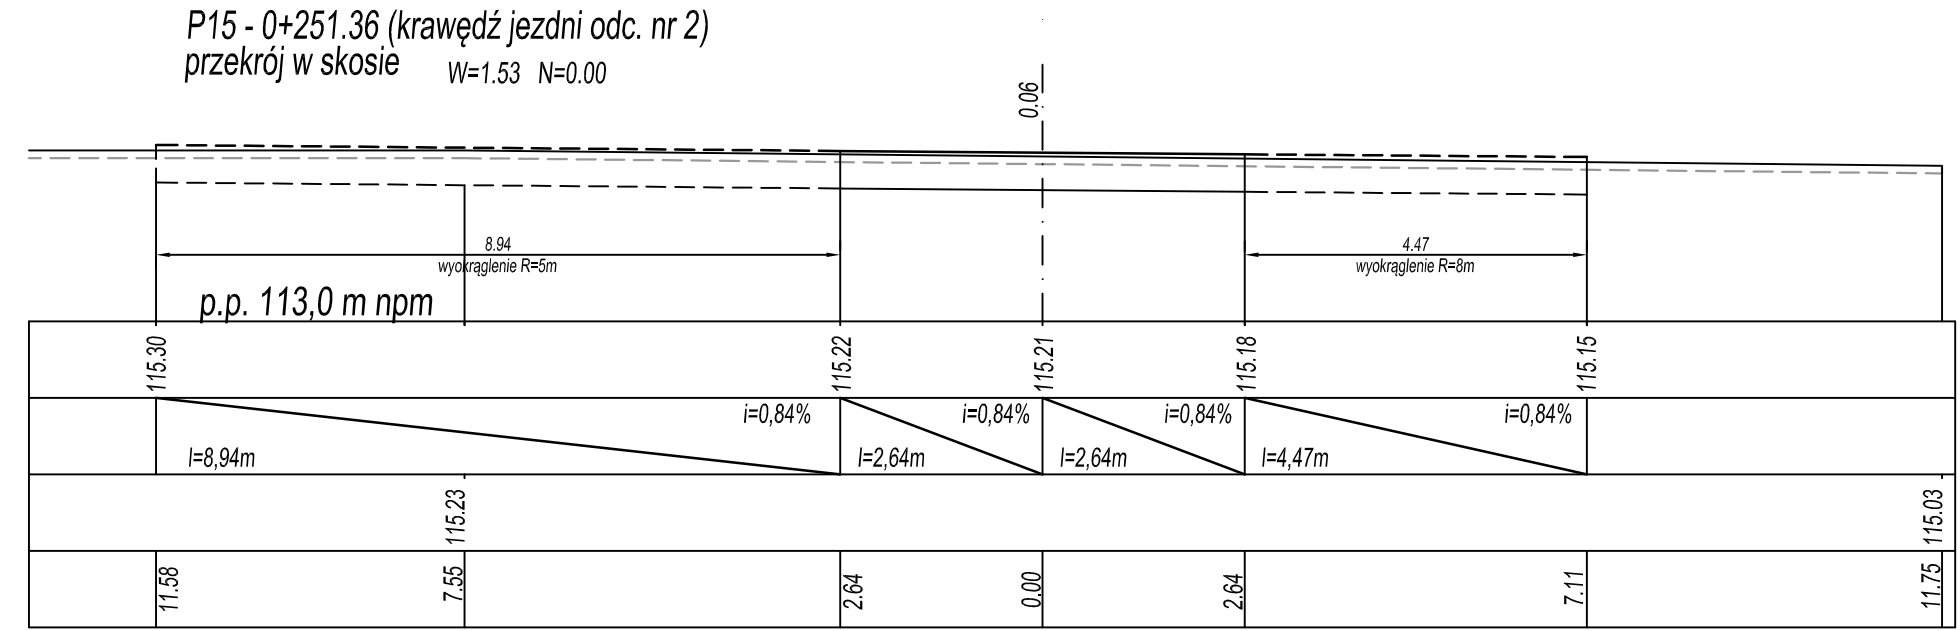 P15 - 0+251.36 (krawędź jezdni odc. nr 2)
przekrój w skosie
W=1.53 N=0.00
0.06
8.94
wyokrąglenie R=5m
4.47
wyokrąglenie R=8m
p.p. 113,0 m npm
115.30
115.22
115.21
115.18
115.15
i=0,84%
i=0,84%
i=0,84%
i=0,84%
l=8,94m
l=2,64m
l=2,64m
l=4,47m
115.23
115.03
11.58
7.55
2.64
0.00
2.64
7.11
11.75